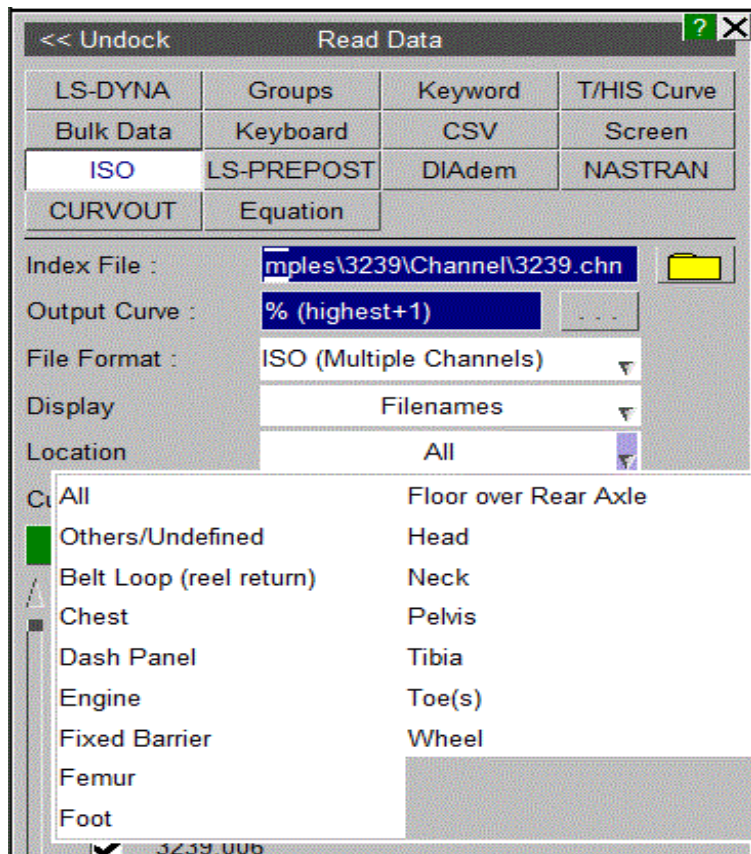 << Undock Read Data ? X
LS-DYNA Groups Keyword T/HIS Curve
Bulk Data Keyboard CSV Screen
ISO LS-PREPOST DIAdem NASTRAN
CURVOUT Equation
Index File : mples\3239\Channel\3239.chn
Output Curve : % (highest+1) . . .
File Format : ISO (Multiple Channels)
Display Filenames
Location All
Cu
All Floor over Rear Axle
Others/Undefined Head
Belt Loop (reel return) Neck
Chest Pelvis
Dash Panel Tibia
Engine Toe(s)
Fixed Barrier Wheel
Femur
Foot
3239.006